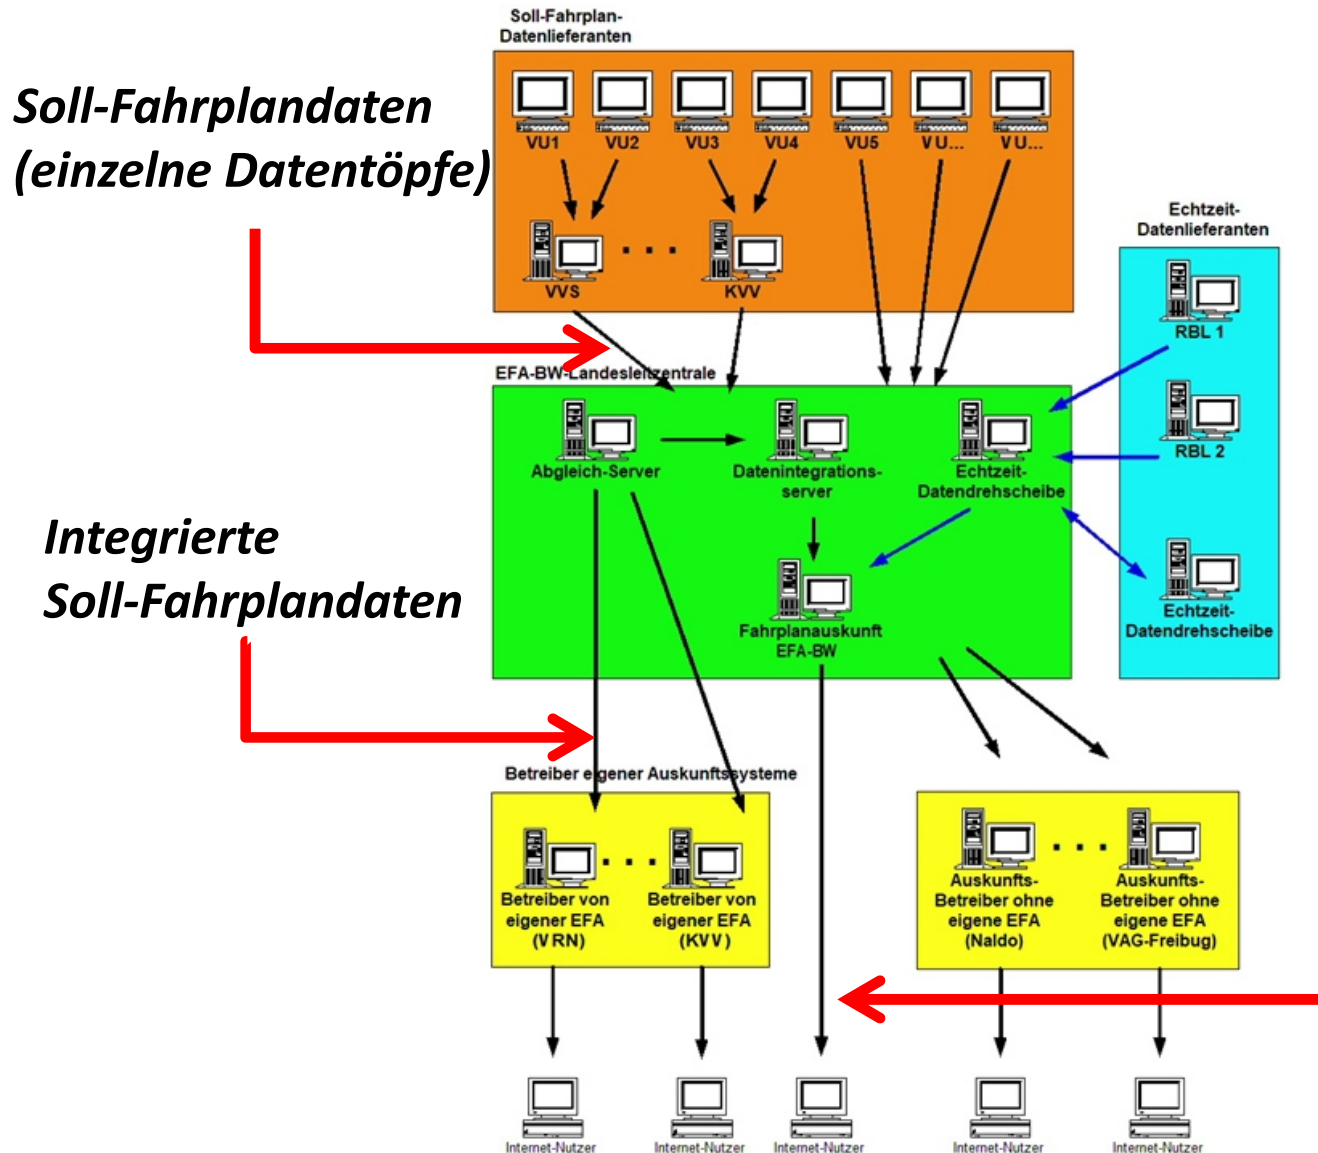 Soll-Fahrplan-
Datenlieferanten
Soll-Fahrplandaten
(einzelne Datentöpfe)
VU1 VU2 VU3 VU4 VU5 VU... VU...
VVS KVV
Echtzeit-
Datenlieferanten
RBL 1
RBL 2
Echtzeit-
Datendrehscheibe
EFA-BW-Landesleitzentrale
Abgleich-Server
Datenintegrations-
server
Echtzeit-
Datendrehscheibe
Fahrplanauskunft
EFA-BW
Integrierte
Soll-Fahrplandaten
Betreiber eigener Auskunftssysteme
Betreiber von
eigener EFA
(VRN)
Betreiber von
eigener EFA
(KVV)
Auskunfts-
Betreiber ohne
eigene EFA
(Naldo)
Auskunfts-
Betreiber ohne
eigene EFA
(VAG-Freibug)
Internet-Nutzer Internet-Nutzer Internet-Nutzer Internet-Nutzer Internet-Nutzer